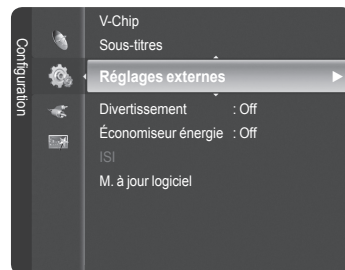 Configuration
V-Chip
Sous-titres
Réglages externes
Divertissement : Off
Économiseur énergie : Off
ISI
M. à jour logiciel